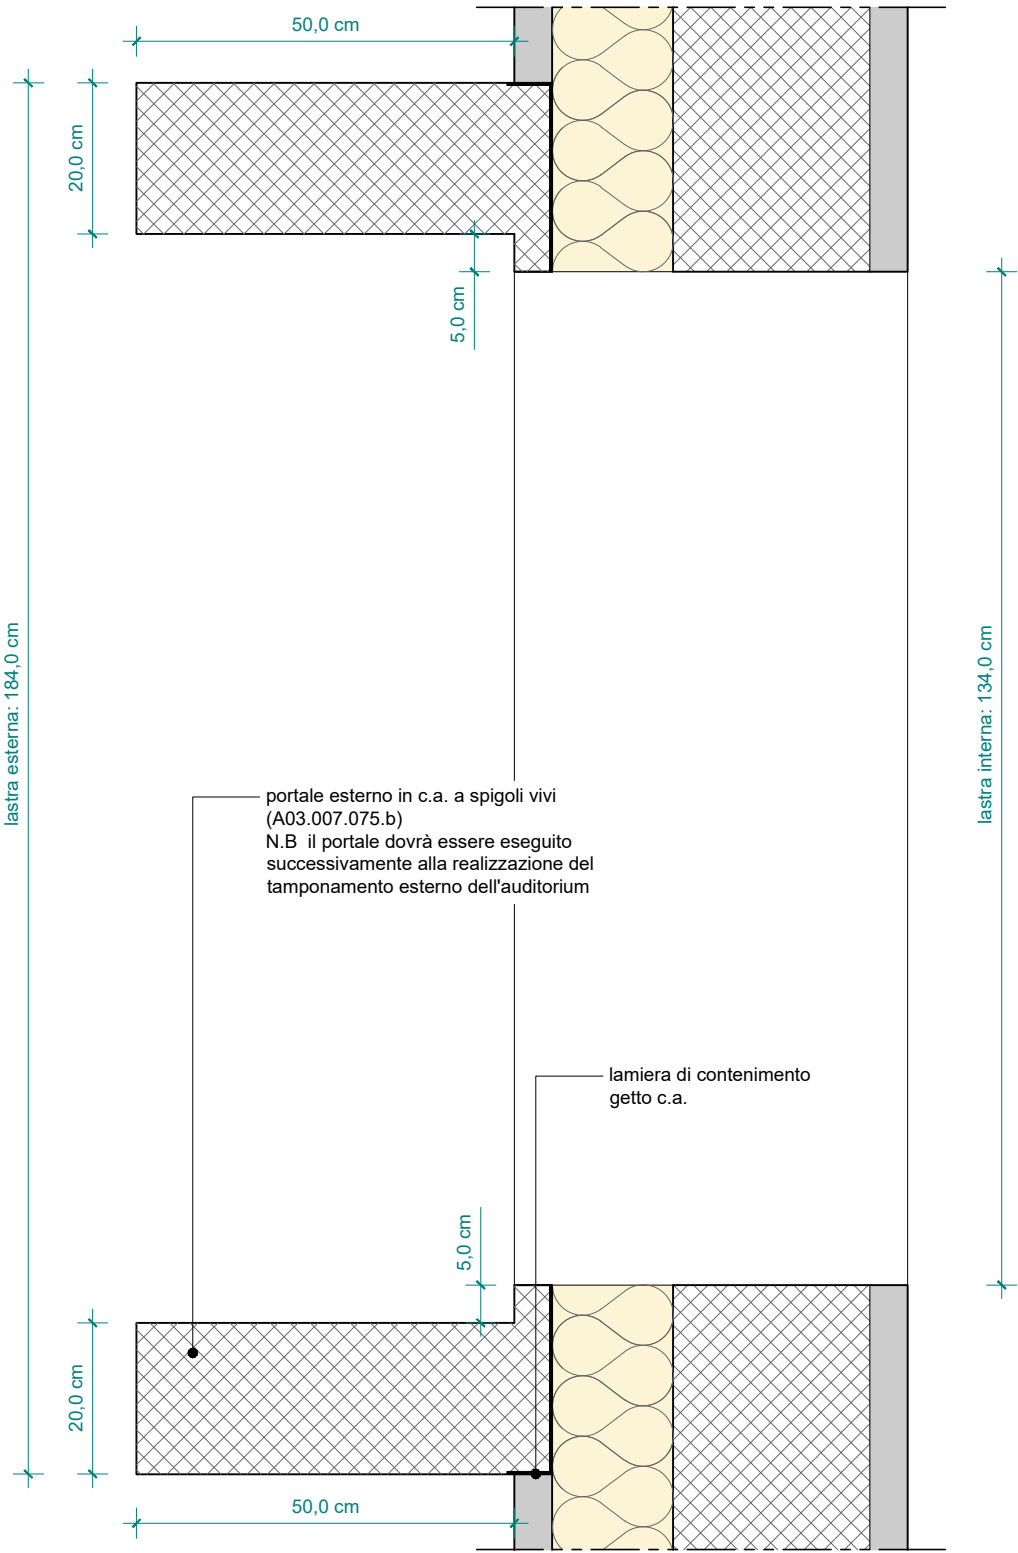 50,0 cm
20,0 cm
5,0 cm
lastra esterna: 184,0 cm
lastra interna: 134,0 cm
portale esterno in c.a. a spigoli vivi
(A03.007.075.b)
N.B  il portale dovrà essere eseguito
successivamente alla realizzazione del
tamponamento esterno dell'auditorium
lamiera di contenimento
getto c.a.
5,0 cm
20,0 cm
50,0 cm